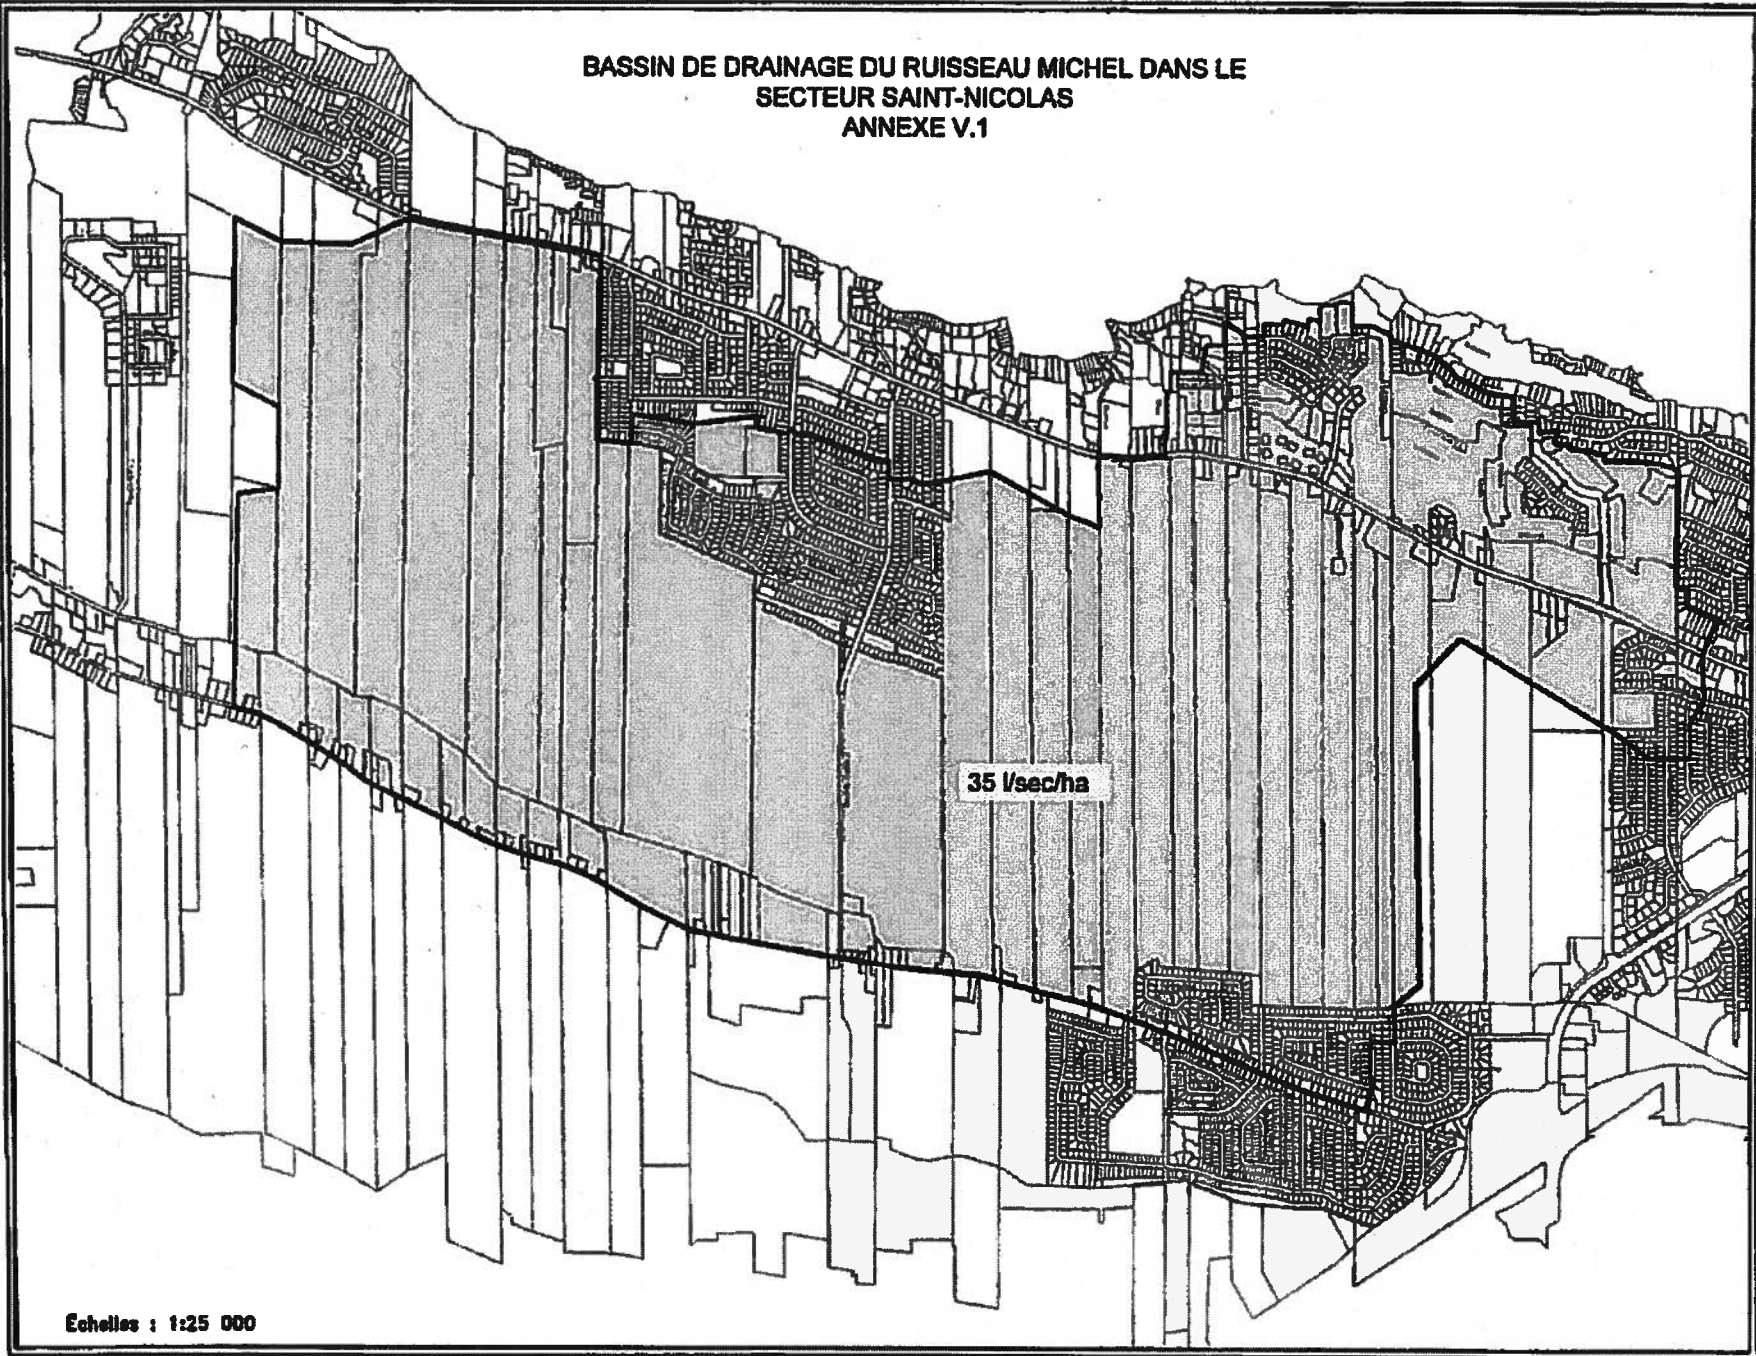 BASSIN DE DRAINAGE DU RUISSEAU MICHEL DANS LE
SECTEUR SAINT-NICOLAS
ANNEXE V.1
35 l/sec/ha
Échelles : 1:25 000